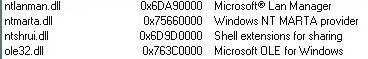 ntlanman.dll 0x6DA90000 Microsoft® Lan Manager
ntmarta.dll 0x75660000 Windows NT MARTA provider
ntshrui.dll 0x6D9D0000 Shell extensions for sharing
ole32.dll 0x763C0000 Microsoft OLE for Windows